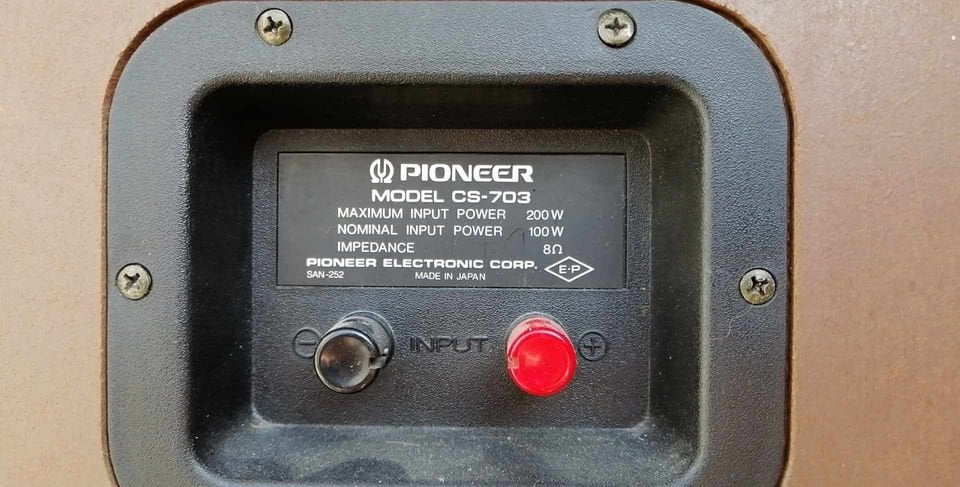 PIONEER
MODEL CS-703
MAXIMUM INPUT POWER 200W
NOMINAL INPUT POWER 100W
IMPEDANCE 8Ω
PIONEER ELECTRONIC CORP.
SAN-252 MADE IN JAPAN E·P
− INPUT +